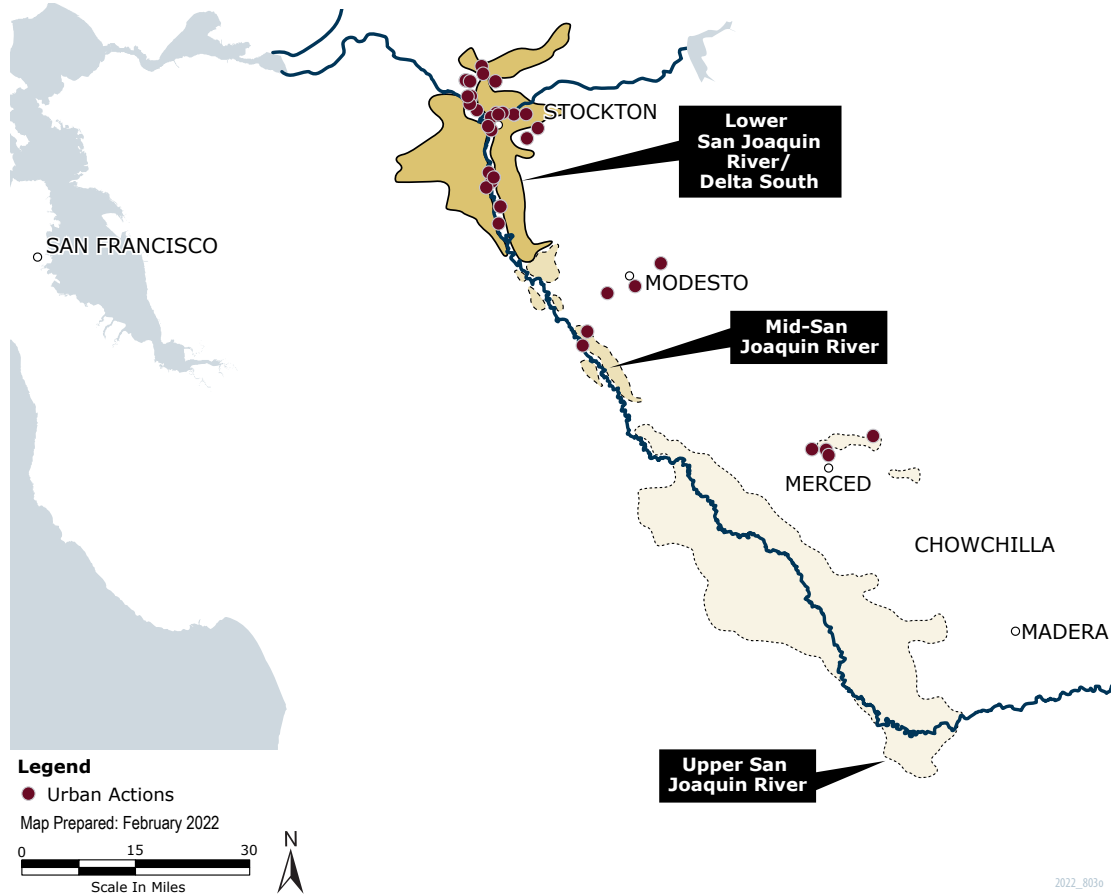 STOCKTON
Lower
San Joaquin
River/
Delta South
SAN FRANCISCO
MODESTO
Mid-San
Joaquin River
MERCED
CHOWCHILLA
MADERA
Upper San
Joaquin River
Legend
Urban Actions
Map Prepared: February 2022
0 15 30
Scale In Miles
N
2022_803o